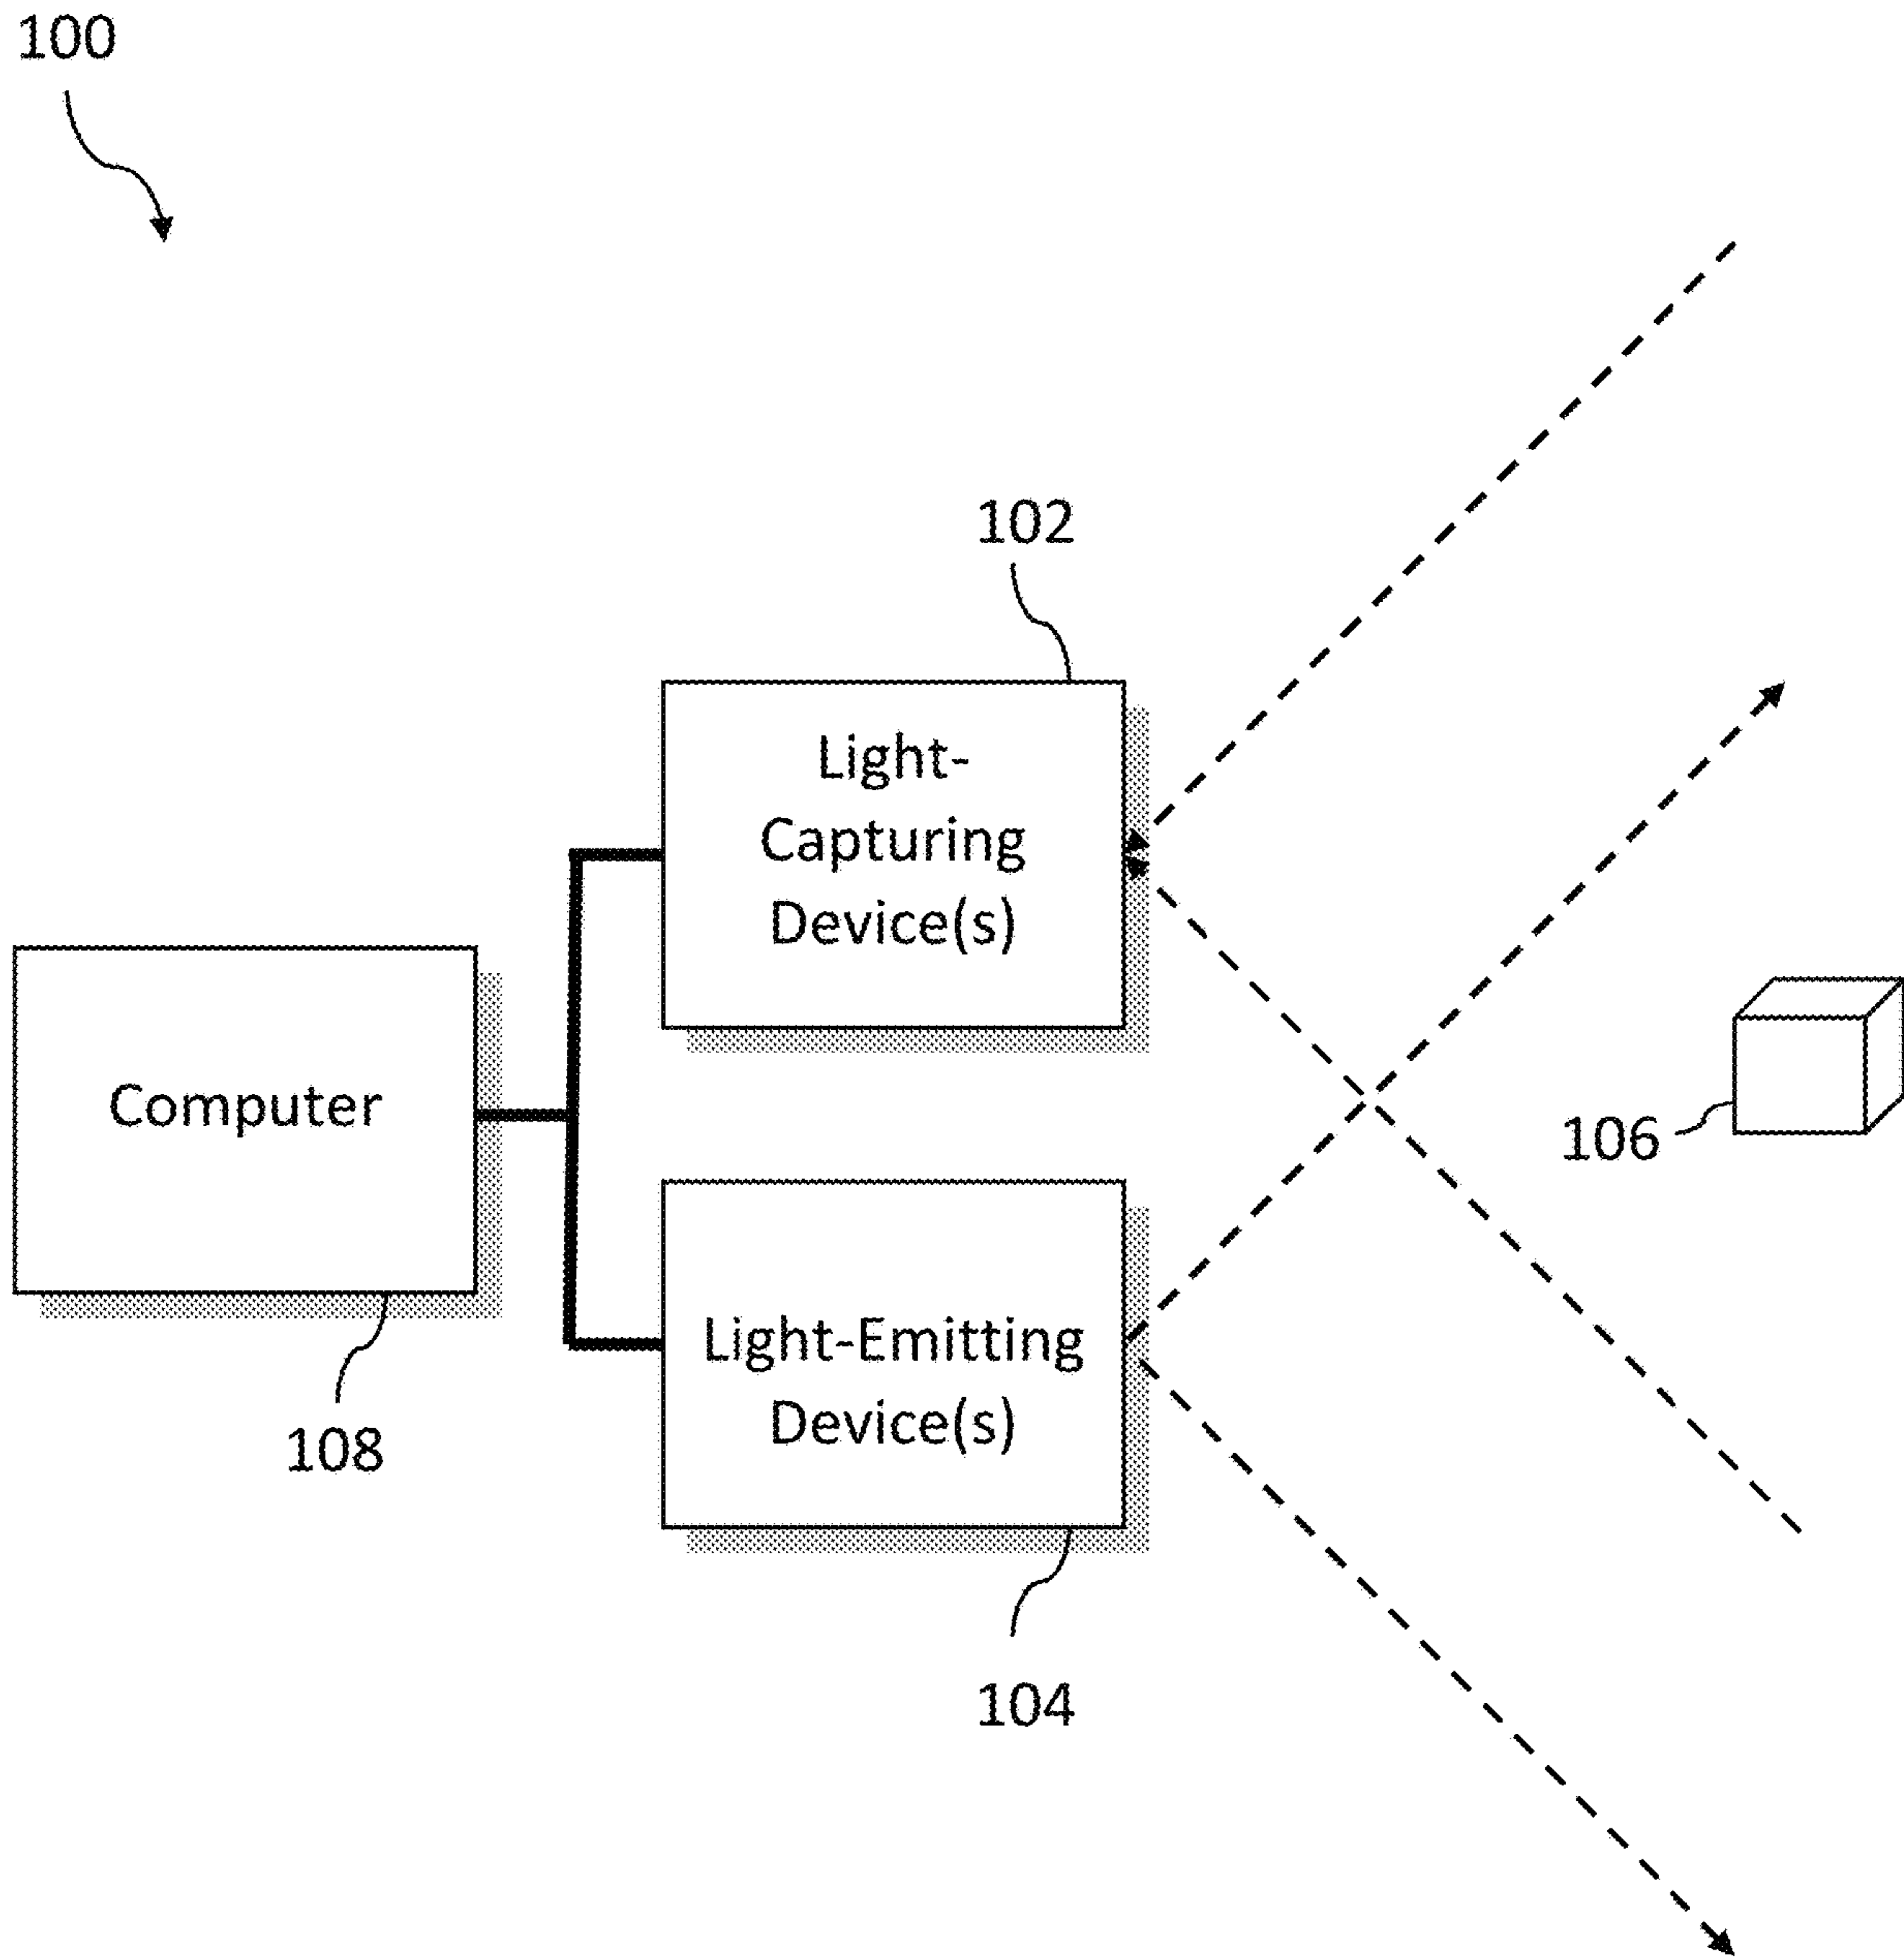 100
102
Light-
Capturing
Device(s)
Computer
106
Light-Emitting
Device(s)
108
104